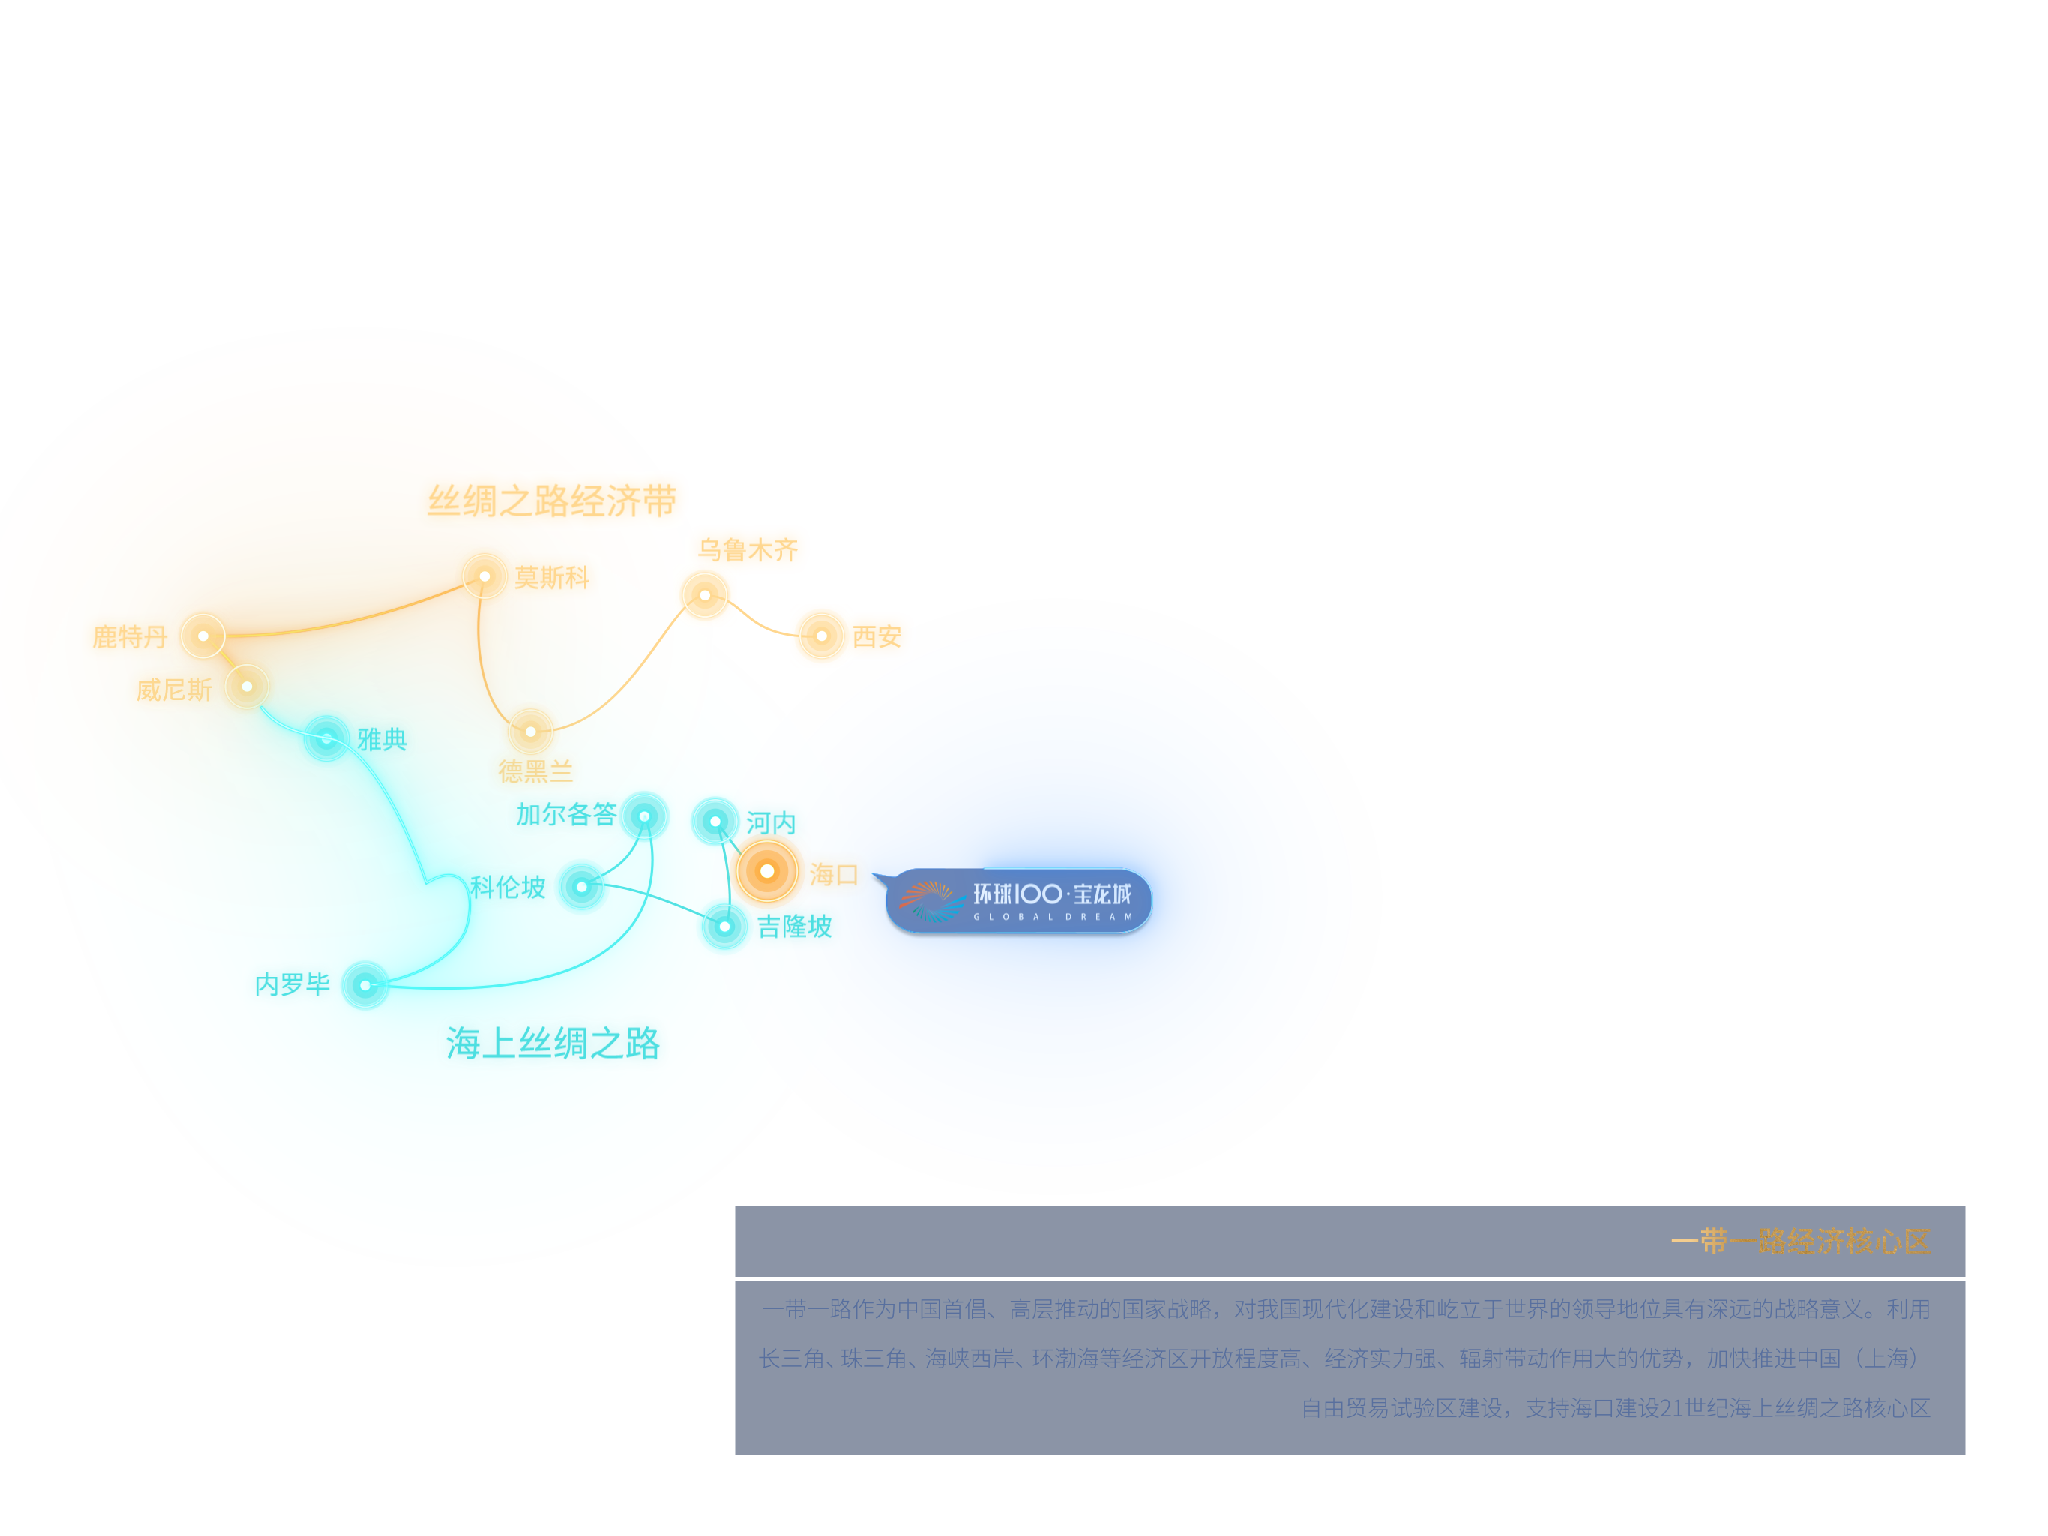 丝绸之路经济带
乌鲁木齐
莫斯科
鹿特丹
西安
威尼斯
雅典
德黑兰
加尔各答
河内
海口
科伦坡
环球100·宝龙城
GLOBAL DREAM
吉隆坡
内罗毕
海上丝绸之路
一带一路经济核心区
一带一路作为中国首倡、高层推动的国家战略，对我国现代化建设和屹立于世界的领导地位具有深远的战略意义。利用
长三角、珠三角、海峡西岸、环渤海等经济区开放程度高、经济实力强、辐射带动作用大的优势，加快推进中国（上海）
自由贸易试验区建设，支持海口建设21世纪海上丝绸之路核心区